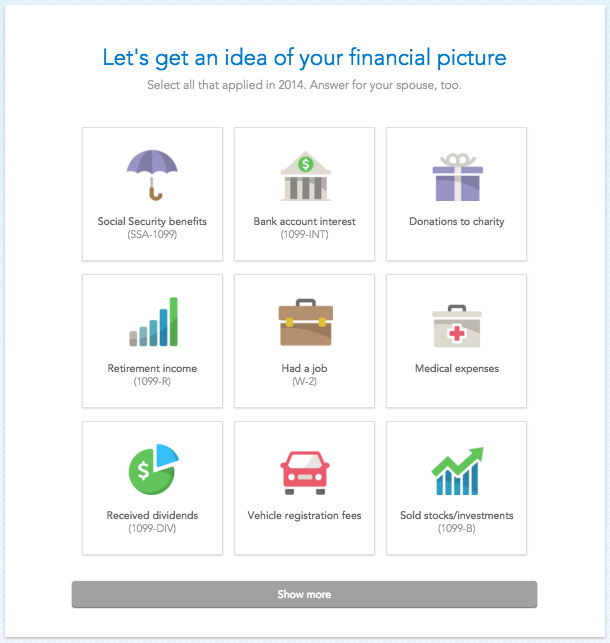 Let's get an idea of your financial picture
Select all that applied in 2014. Answer for your spouse, too.
Social Security benefits
(SSA-1099)
$
Bank account interest
(1099-INT)
Donations to charity
Retirement income
(1099-R)
Had a job
(W-2)
Medical expenses
$
Received dividends
(1099-DIV)
Vehicle registration fees
Sold stocks/investments
(1099-B)
Show more